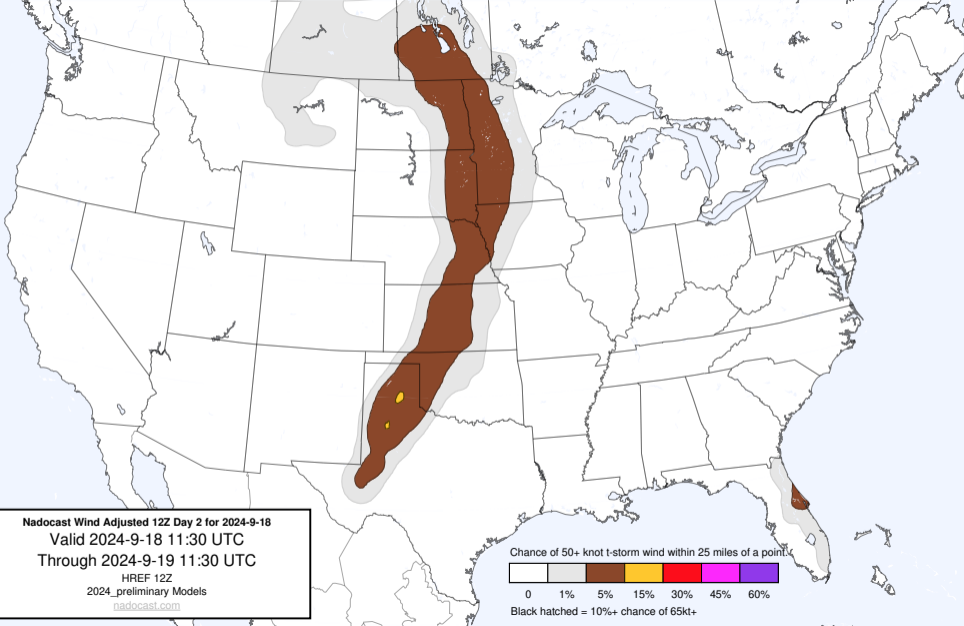 Nadocast Wind Adjusted 12Z Day 2 for 2024-9-18
Valid 2024-9-18 11:30 UTC
Through 2024-9-19 11:30 UTC
HREF 12Z
2024_preliminary Models
nadocast.com
Chance of 50+ knot t-storm wind within 25 miles of a point.
0 1% 5% 15% 30% 45% 60%
Black hatched = 10%+ chance of 65kt+